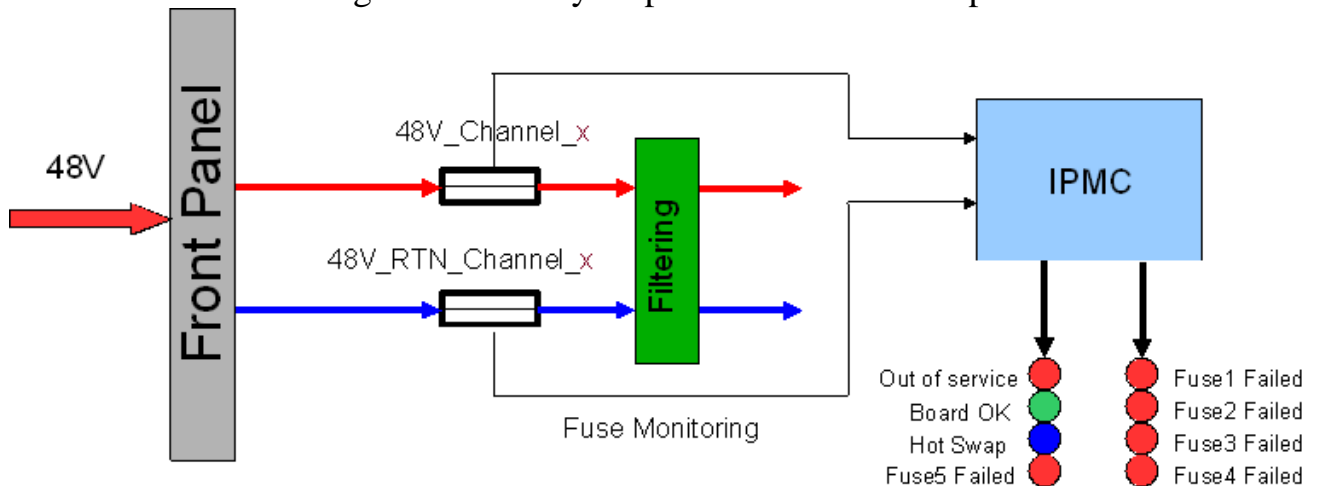 48V
Front Panel
48V_Channel_x
48V_RTN_Channel_x
Filtering
Fuse Monitoring
IPMC
Out of service
Board OK
Hot Swap
Fuse5 Failed
Fuse1 Failed
Fuse2 Failed
Fuse3 Failed
Fuse4 Failed